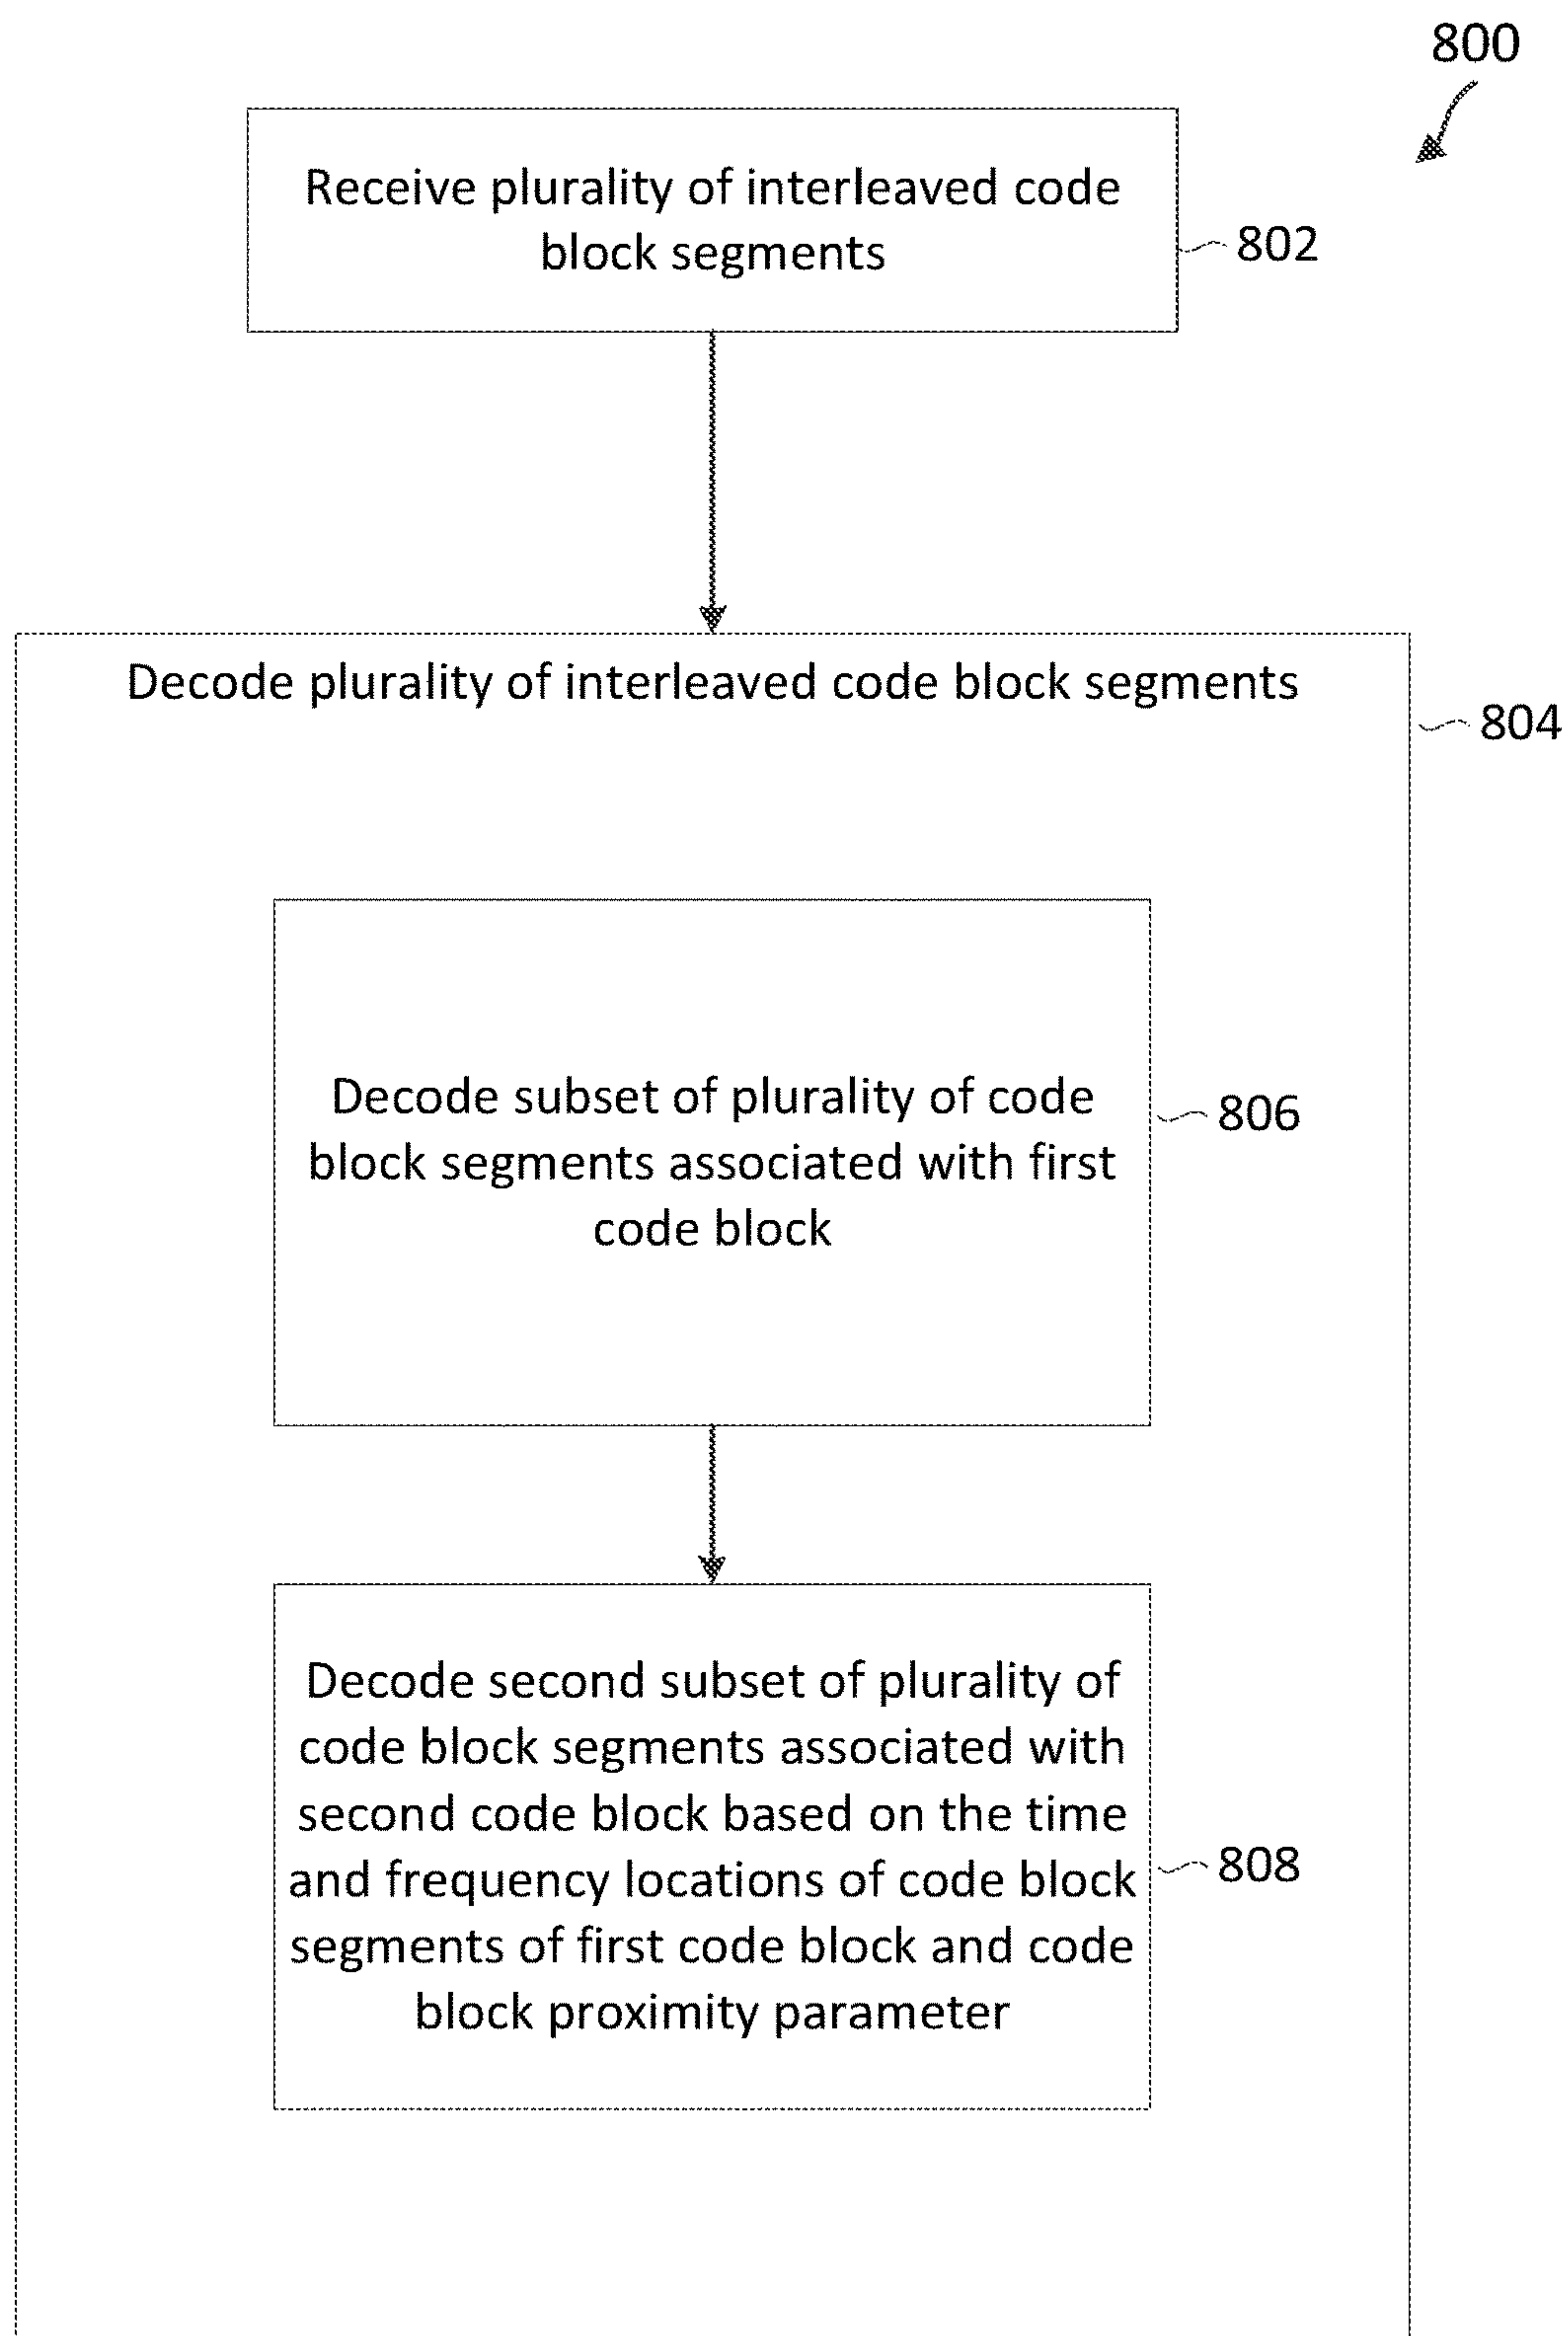 800
Receive plurality of interleaved code
block segments
802
Decode plurality of interleaved code block segments
804
Decode subset of plurality of code
block segments associated with first
code block
806
Decode second subset of plurality of
code block segments associated with
second code block based on the time
and frequency locations of code block
segments of first code block and code
block proximity parameter
808